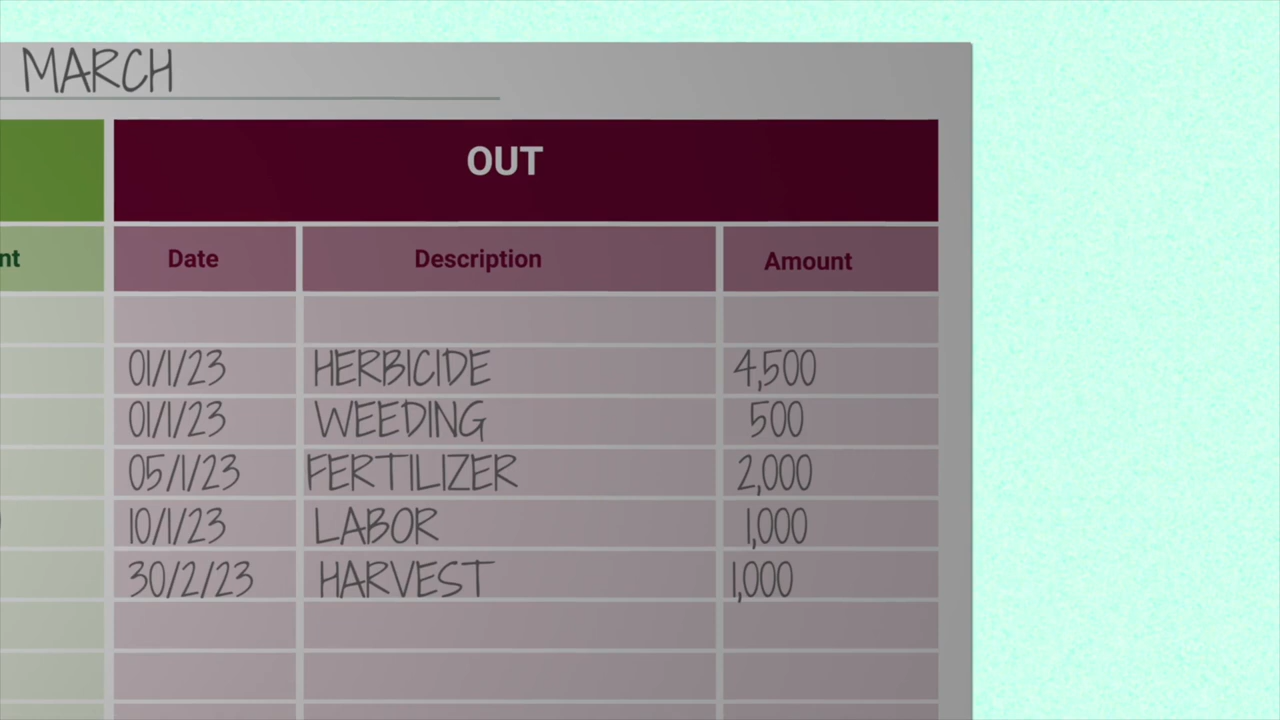 MARCH
OUT
nt Date Description Amount
01/1/23 HERBICIDE 4,500
01/1/23 WEEDING 500
05/1/23 FERTILIZER 2,000
10/1/23 LABOR 1,000
30/2/23 HARVEST 1,000